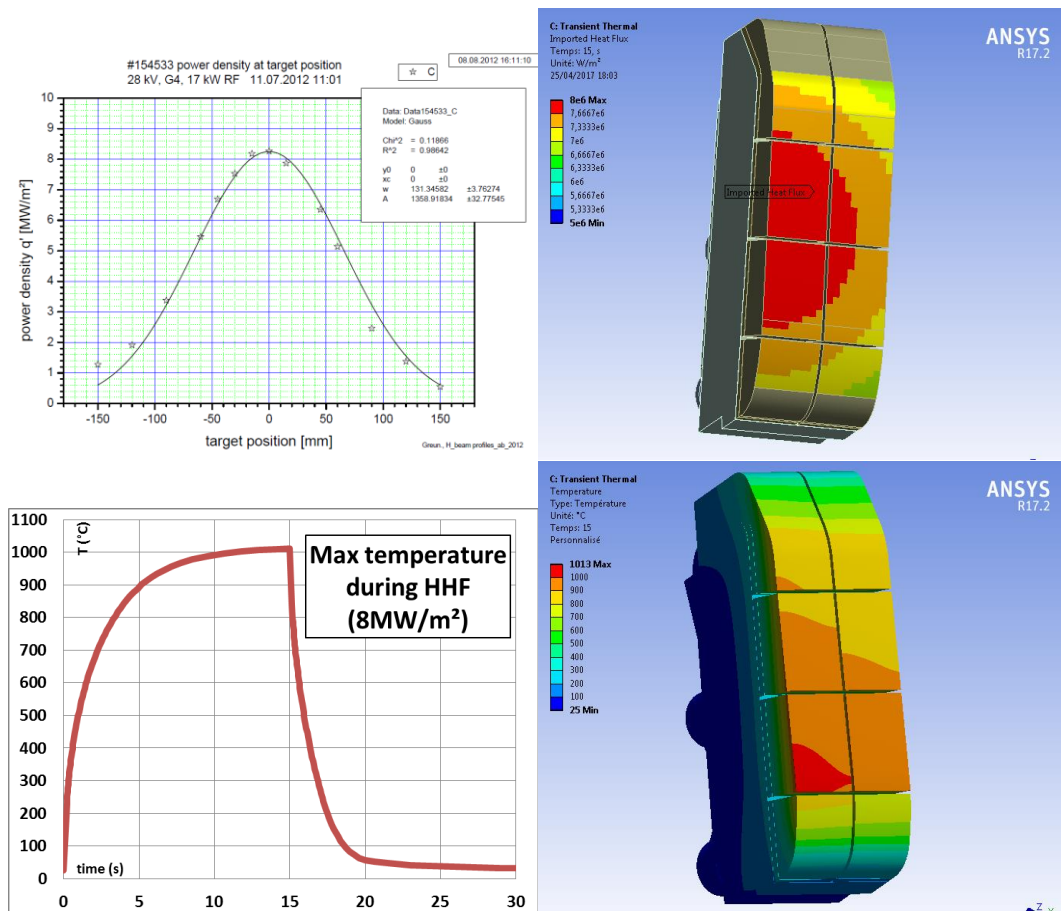 #154533 power density at target position
28 kV, G4, 17 kW RF 11.07.2012 11:01
C
08.08.2012 16:11:10
Data: Data154533_C
Model: Gauss
Chi^2 = 0.11866
R^2 = 0.98642
y0 0 ±0
xc 0 ±0
w 131.34582 ±3.76274
A 1358.91834 ±32.77545
power density q' [MW/m²]
10
9
8
7
6
5
4
3
2
1
0
-150 -100 -50 0 50 100 150
target position [mm]
Greun., H_beam profiles_ab_2012
C: Transient Thermal
Imported Heat Flux
Temps: 15, s
Unité: W/m²
25/04/2017 18:03
8e6 Max
7,6667e6
7,3333e6
7e6
6,6667e6
6,3333e6
6e6
5,6667e6
5,3333e6
5e6 Min
Imported Heat Flux
ANSYS
R17.2
1100
1000
900
800
700
600
500
400
300
200
100
0
T (°C)
Max temperature
during HHF
(8MW/m²)
time (s)
0 5 10 15 20 25 30
C: Transient Thermal
Temperature
Type: Température
Unité: °C
Temps: 15
Personnalisé
1013 Max
1000
900
800
700
600
500
400
300
200
100
25 Min
ANSYS
R17.2
Z